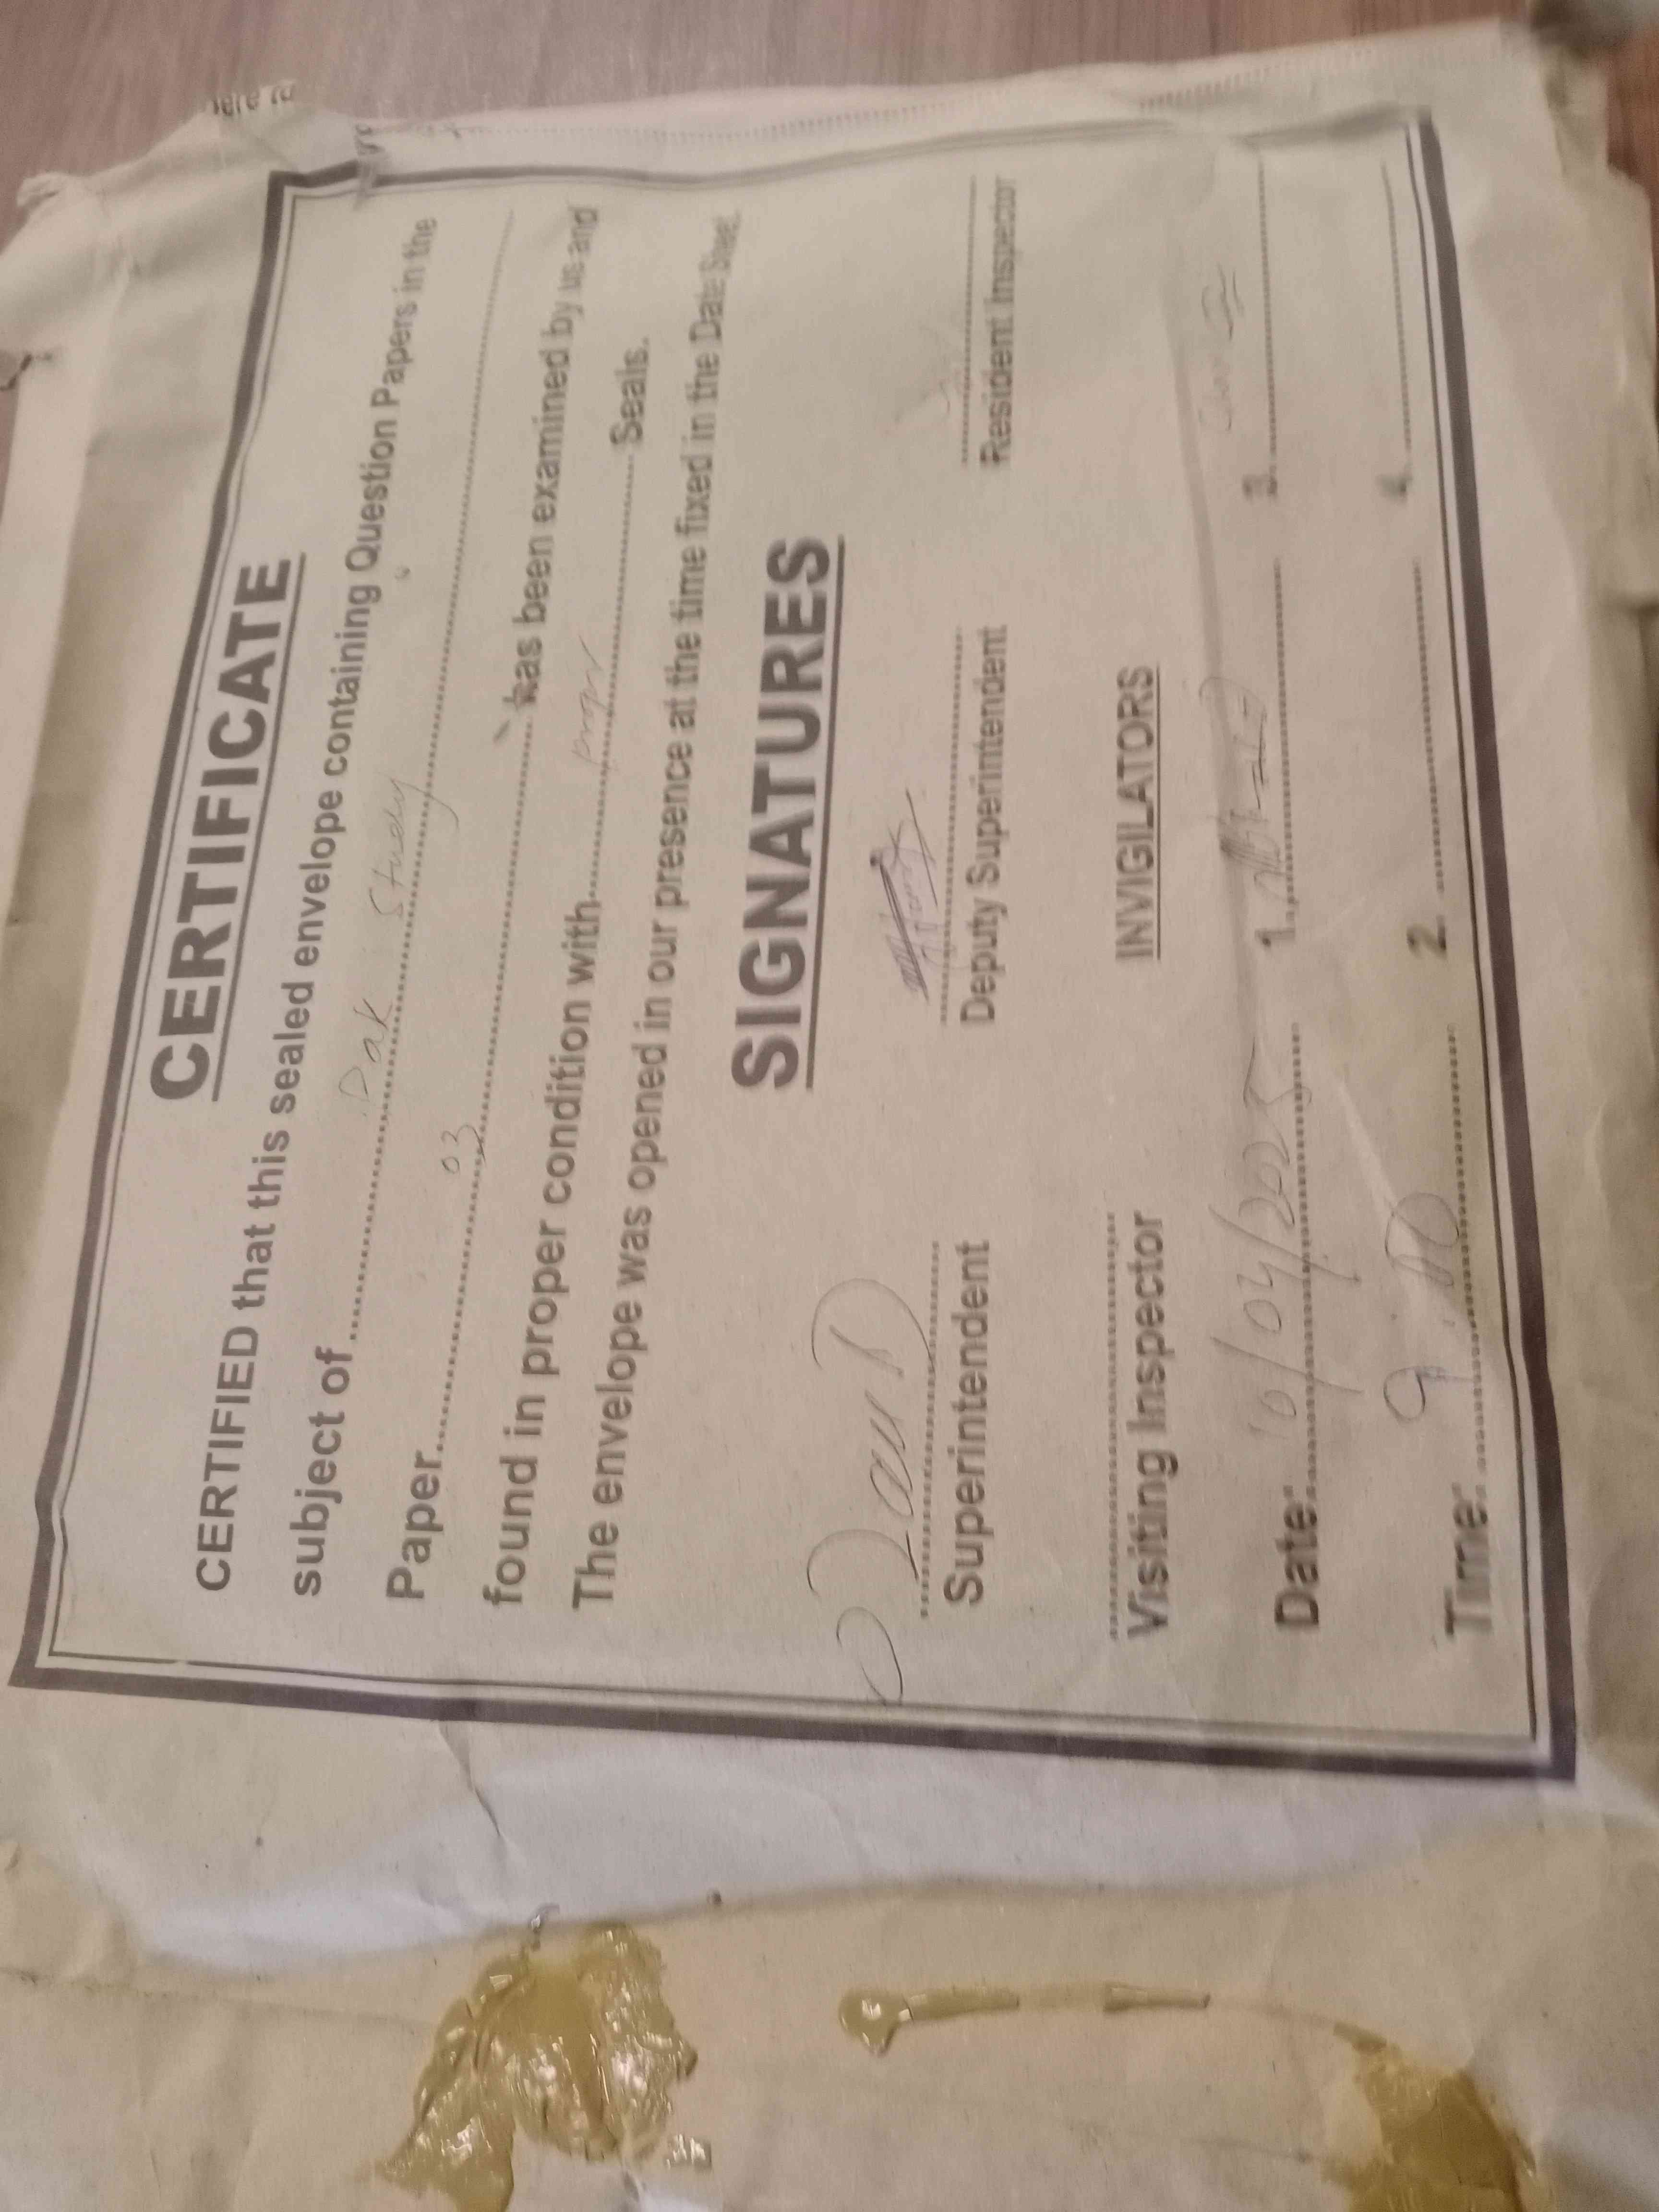 CERTIFICATE
CERTIFIED that this sealed envelope containing Question Papers in the
subject of Pak Study
Paper 03 has been examined by us and
found in proper condition with Seals.
The envelope was opened in our presence at the time fixed in the Date Sheet.
SIGNATURES
Superintendent Deputy Superintendent Resident Inspector
Visiting Inspector INVIGILATORS
Date: 10/04/2025 1. 3.
Time: 2. 4.